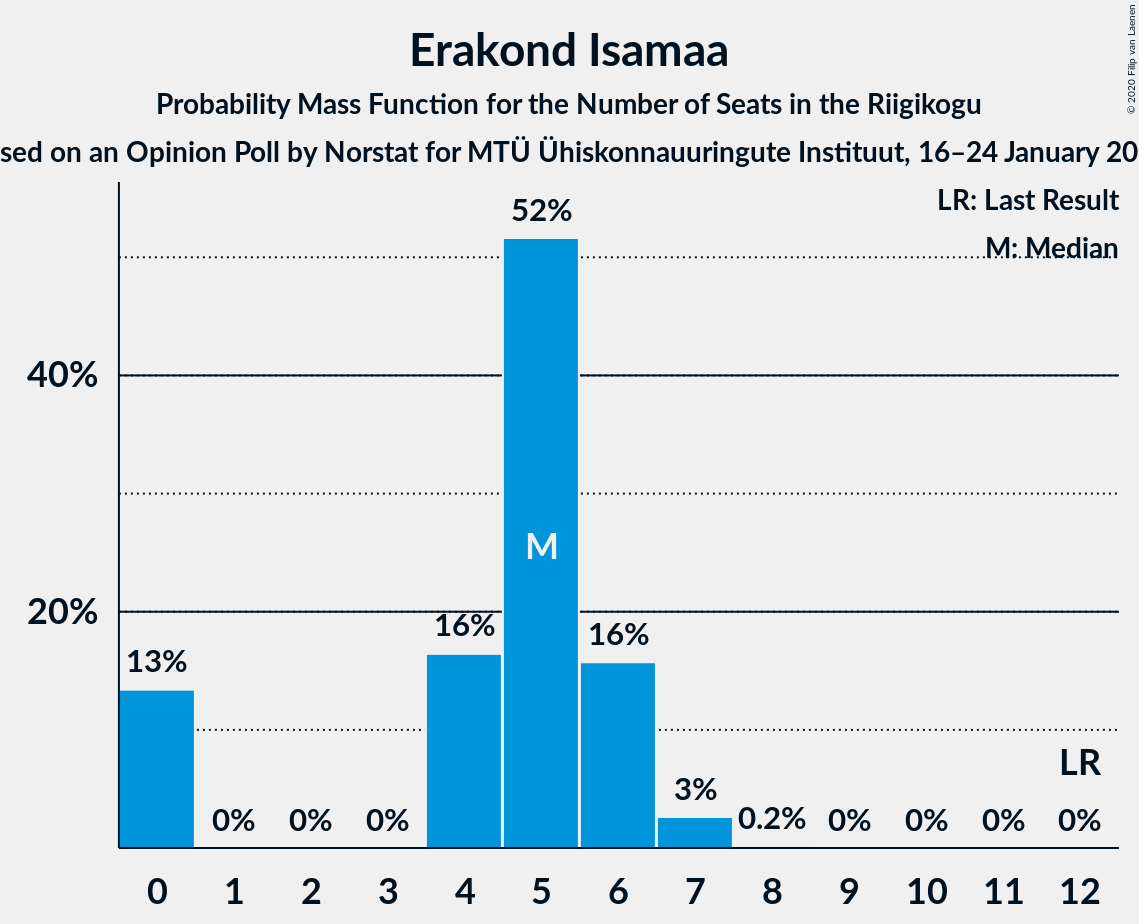 Erakond Isamaa
Probability Mass Function for the Number of Seats in the Riigikogu
sed on an Opinion Poll by Norstat for MTÜ Ühiskonnauuringute Instituut, 16–24 January 20
© 2020 Filip van Laenen
LR: Last Result
M: Median
52%
40%
M
20%
16%
16%
13%
LR
3%
0% 0% 0% 0.2% 0% 0% 0% 0%
0 1 2 3 4 5 6 7 8 9 10 11 12